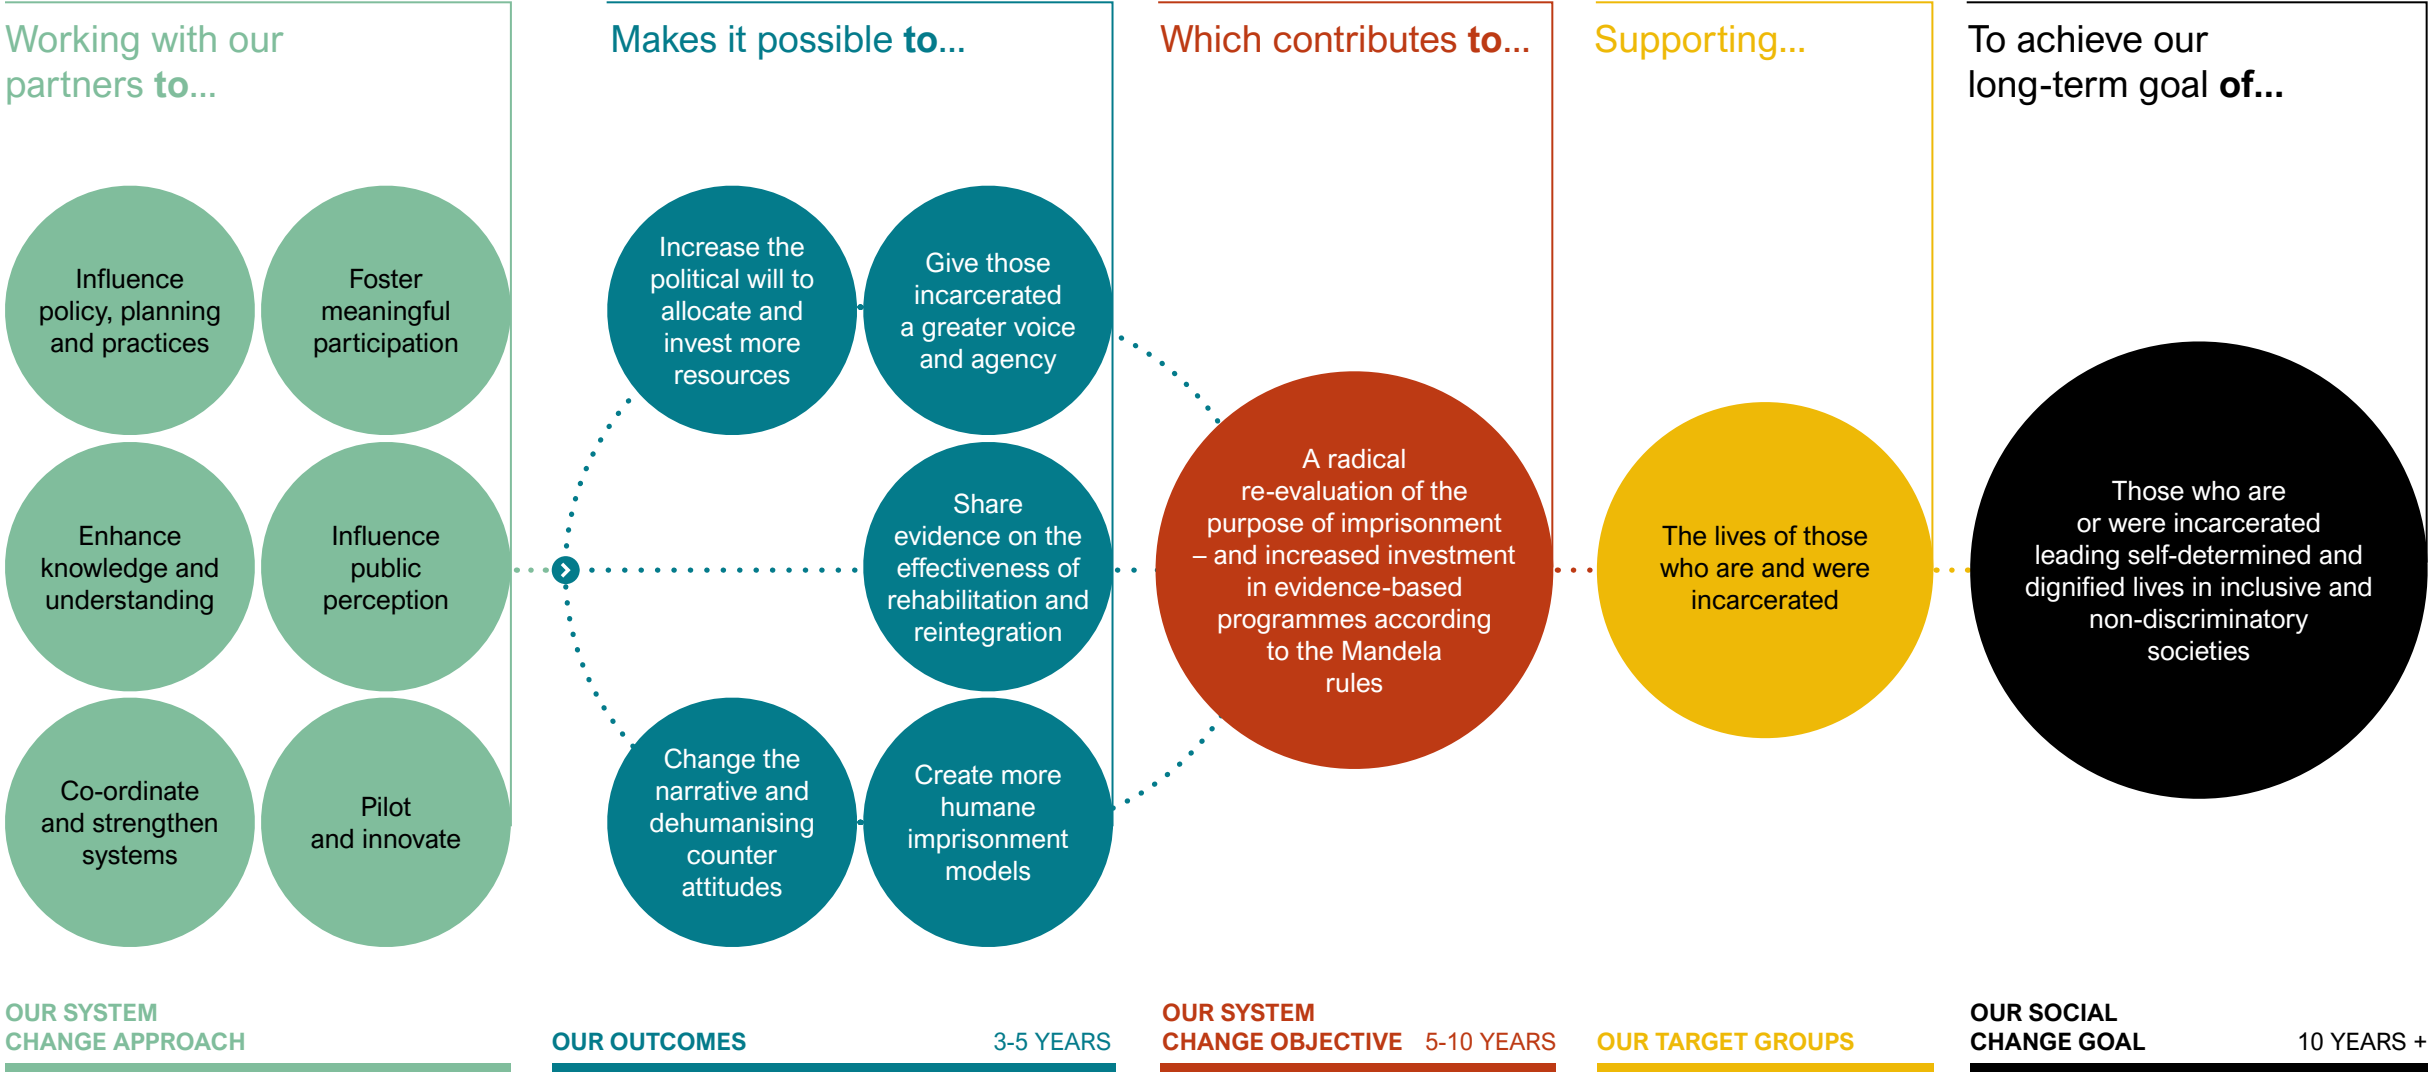 Working with our
partners to...
Influence
policy, planning
and practices
Foster
meaningful
participation
Enhance
knowledge and
understanding
Influence
public
perception
Co-ordinate
and strengthen
systems
Pilot
and innovate
OUR SYSTEM
CHANGE APPROACH
Makes it possible to...
Increase the
political will to
allocate and
invest more
resources
Give those
incarcerated
a greater voice
and agency
Share
evidence on the
effectiveness of
rehabilitation and
reintegration
Change the
narrative and
dehumanising
counter
attitudes
Create more
humane
imprisonment
models
OUR OUTCOMES 3-5 YEARS
Which contributes to...
A radical
re-evaluation of the
purpose of imprisonment
– and increased investment
in evidence-based
programmes according
to the Mandela
rules
OUR SYSTEM
CHANGE OBJECTIVE 5-10 YEARS
Supporting...
The lives of those
who are and were
incarcerated
OUR TARGET GROUPS
To achieve our
long-term goal of...
Those who are
or were incarcerated
leading self-determined and
dignified lives in inclusive and
non-discriminatory
societies
OUR SOCIAL
CHANGE GOAL 10 YEARS +